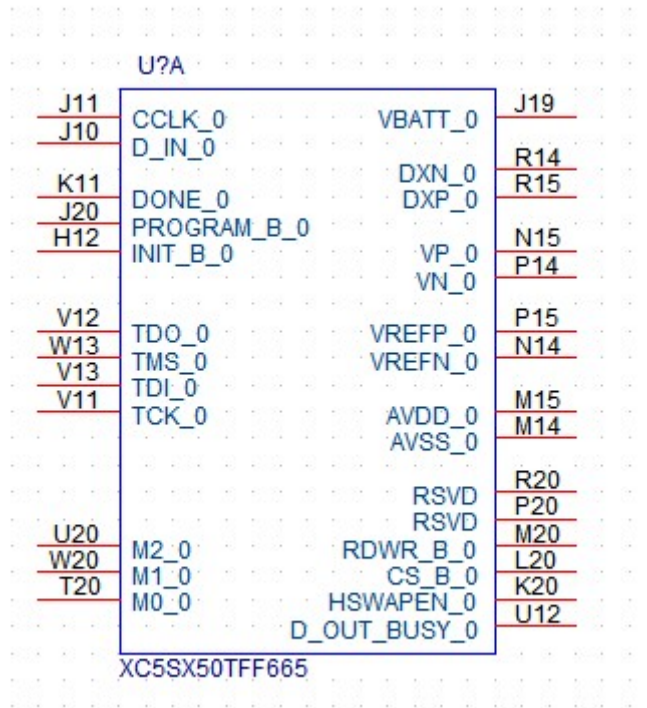 U?A
J11 CCLK_0 VBATT_0 J19
J10 D_IN_0
DXN_0 R14
K11 DONE_0 DXP_0 R15
J20 PROGRAM_B_0
H12 INIT_B_0 VP_0 N15
VN_0 P14
V12 TDO_0 VREFP_0 P15
W13 TMS_0 VREFN_0 N14
V13 TDI_0
V11 TCK_0 AVDD_0 M15
AVSS_0 M14
RSVD R20
RSVD P20
U20 M2_0 RDWR_B_0 M20
W20 M1_0 CS_B_0 L20
T20 M0_0 HSWAPEN_0 K20
D_OUT_BUSY_0 U12
XC5SX50TFF665